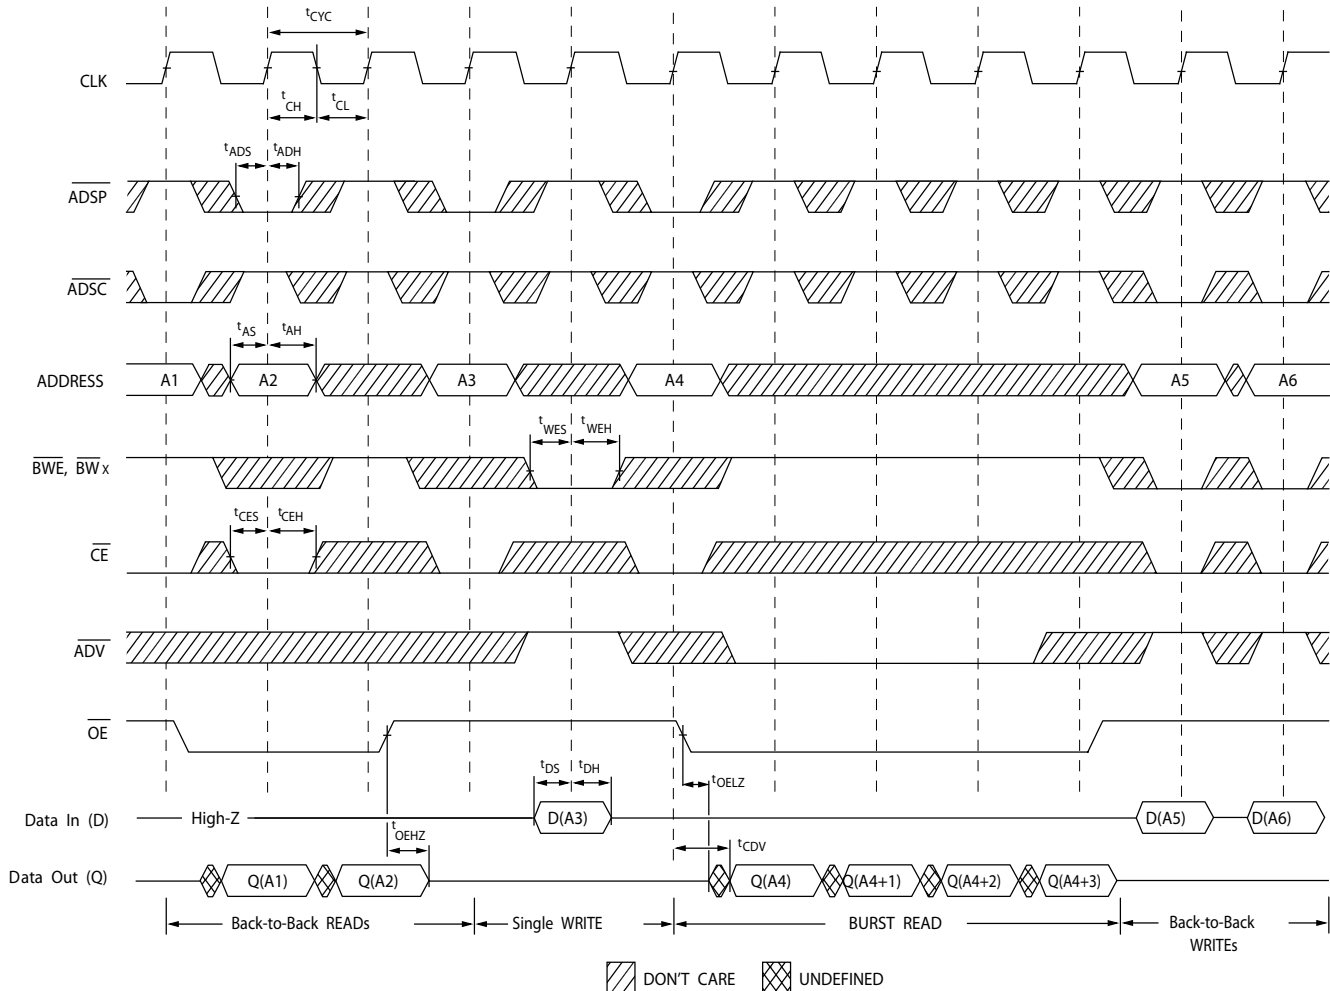 tCYC
CLK
tCH
tCL
tADS
tADH
ADSP
ADSC
tAS
tAH
ADDRESS
A1
A2
A3
A4
A5
A6
tWES
tWEH
BWE, BW x
tCES
tCEH
CE
ADV
OE
tDS
tDH
tOELZ
Data In (D)
High-Z
D(A3)
D(A5)
D(A6)
tOEHZ
tCDV
Data Out (Q)
Q(A1)
Q(A2)
Q(A4)
Q(A4+1)
Q(A4+2)
Q(A4+3)
Back-to-Back READs
Single WRITE
BURST READ
Back-to-Back
WRITEs
DON'T CARE
UNDEFINED